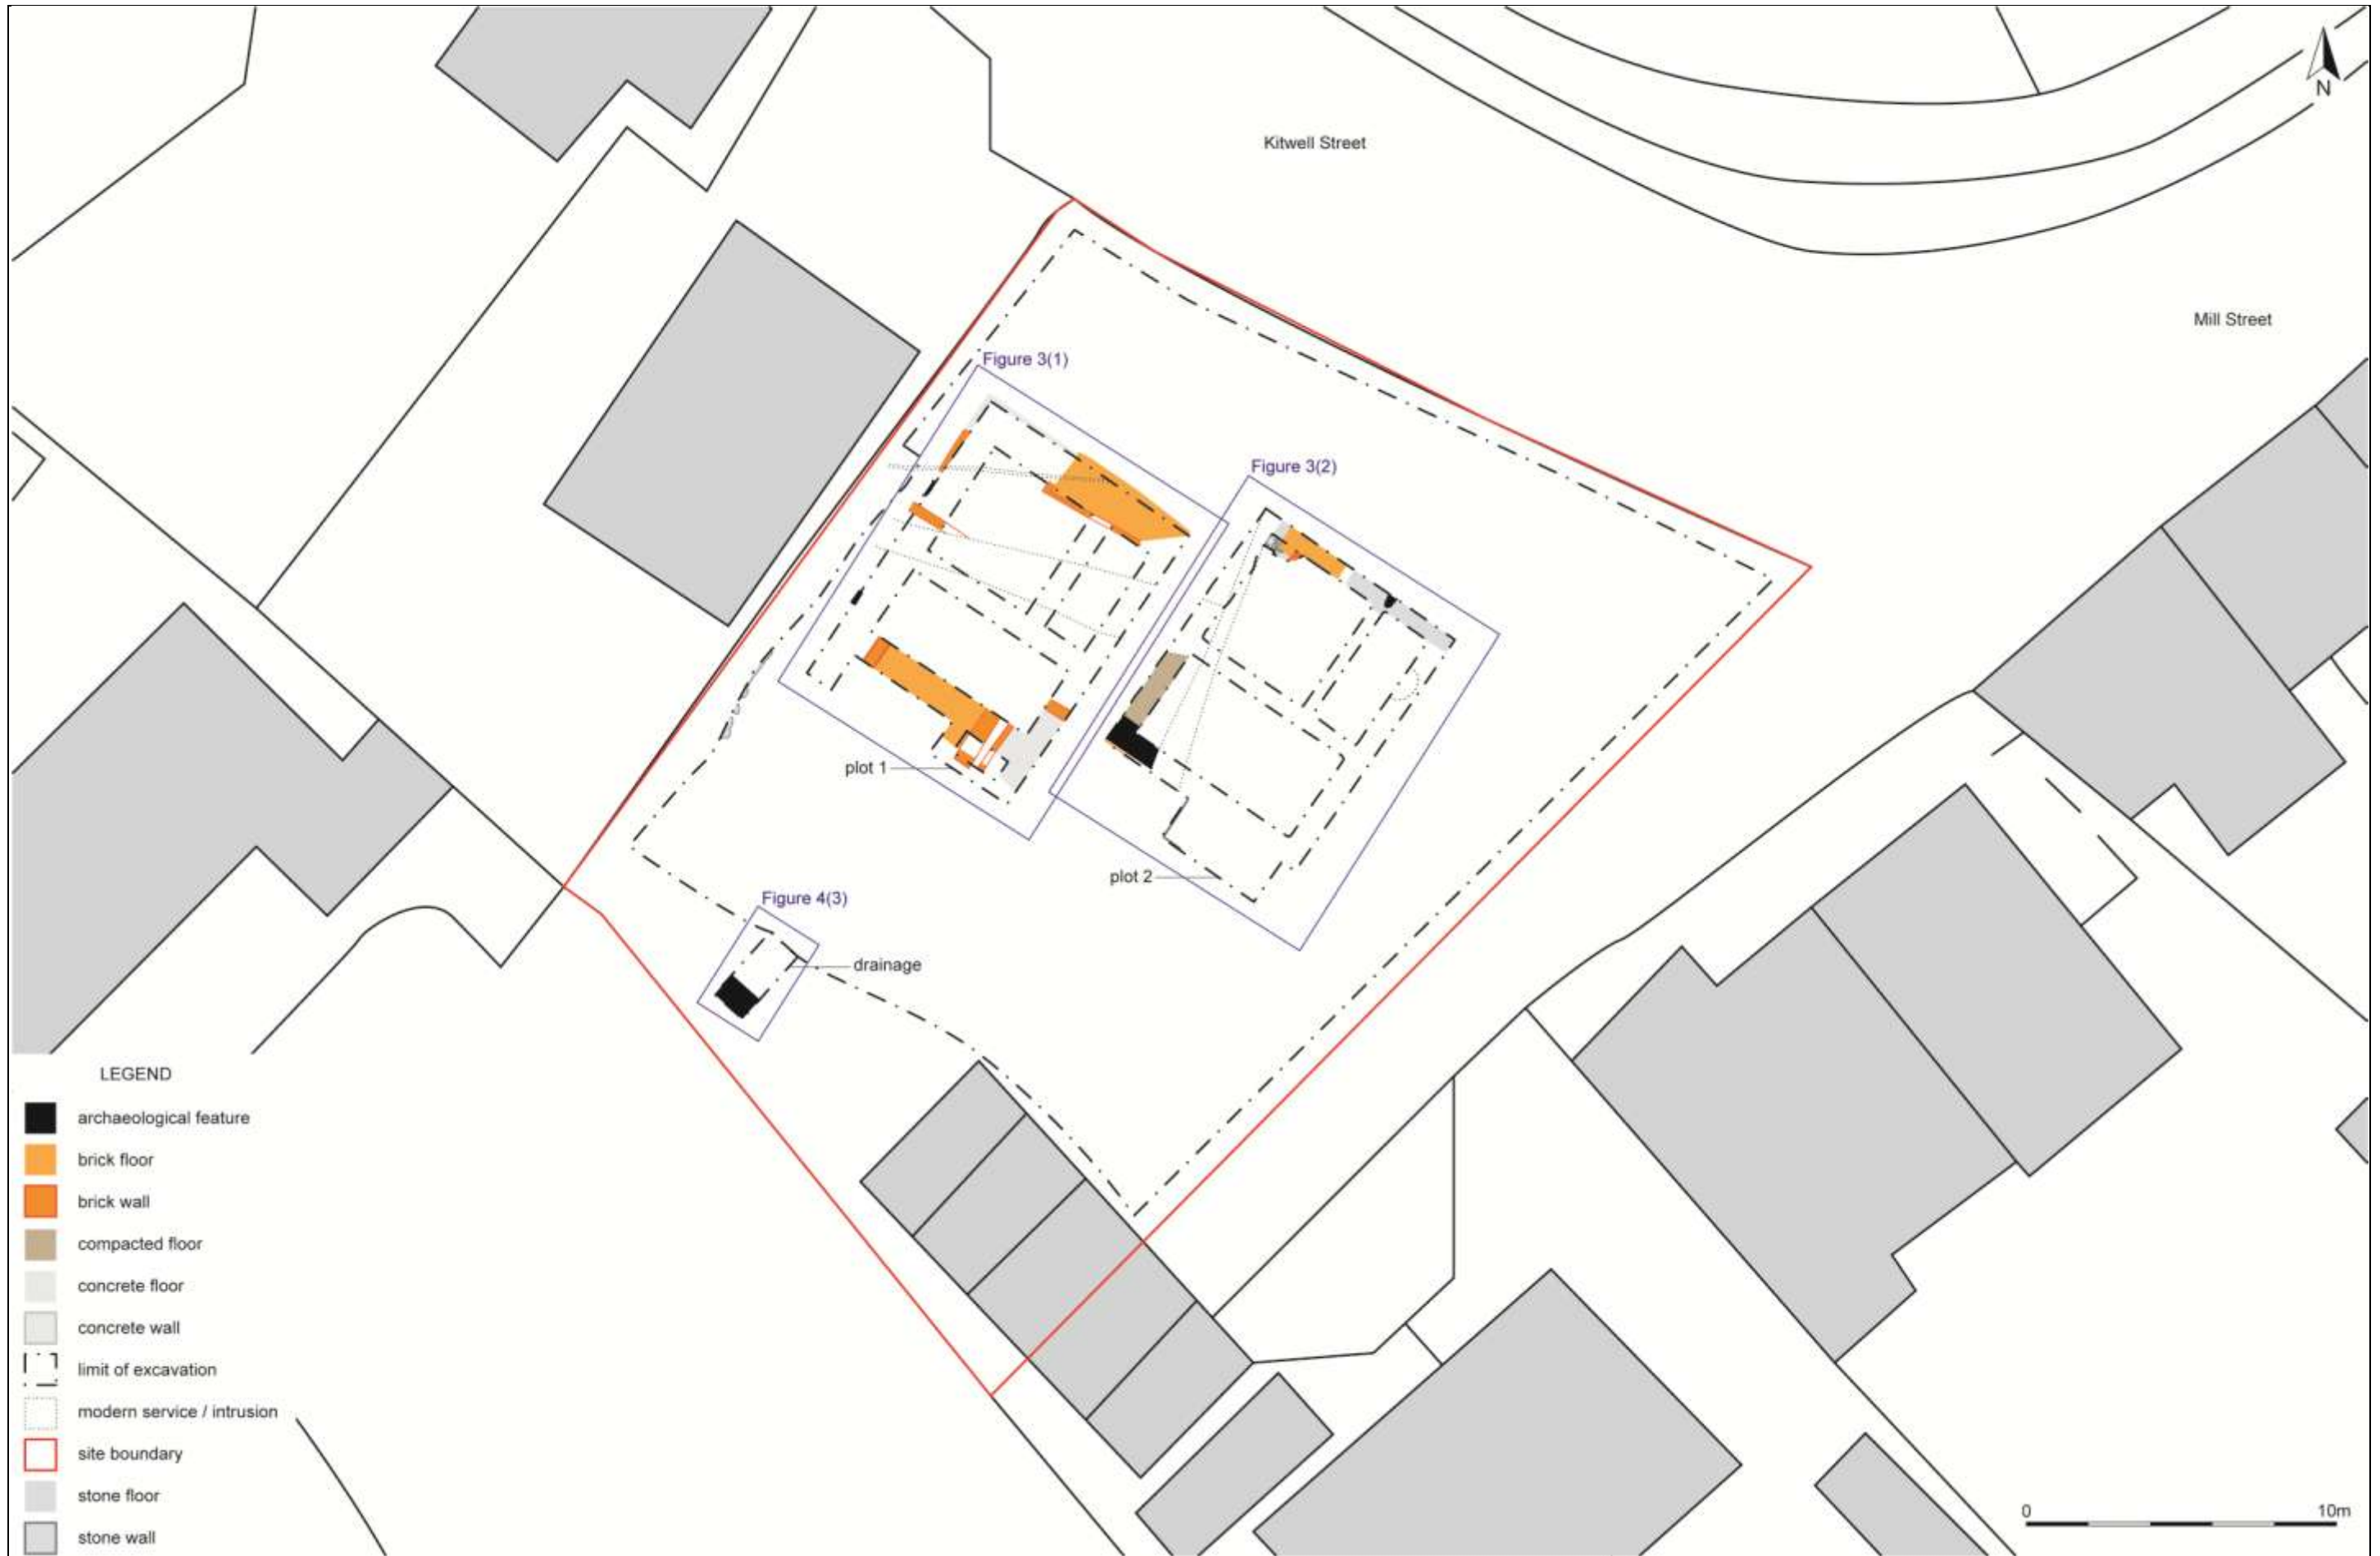 Kitwell Street
N
Mill Street
Figure 3(1)
Figure 3(2)
plot 1
plot 2
Figure 4(3)
drainage
LEGEND
archaeological feature
brick floor
brick wall
compacted floor
concrete floor
concrete wall
limit of excavation
modern service / intrusion
site boundary
stone floor
stone wall
0 10m